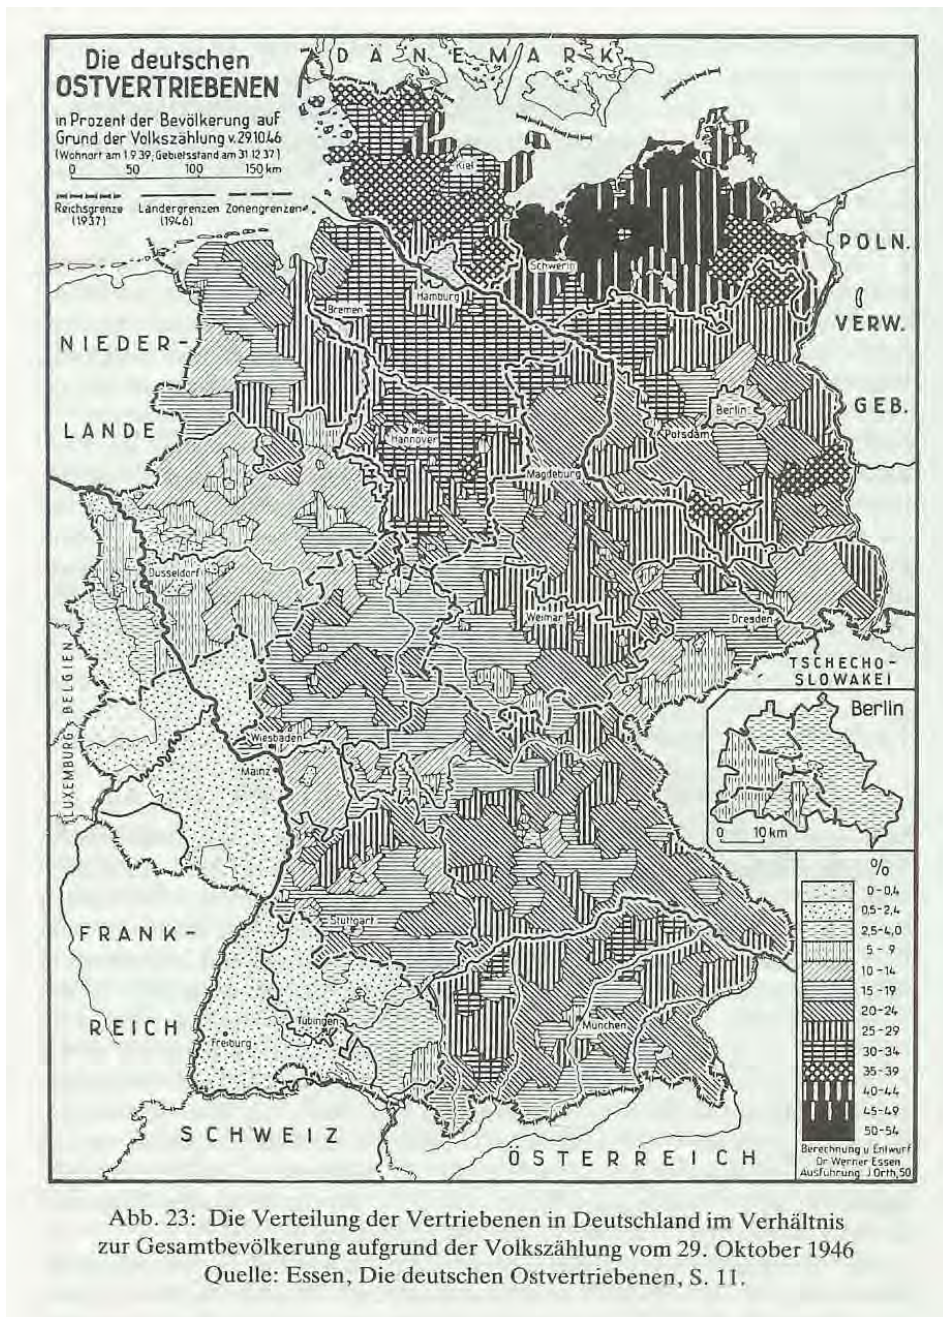 Die deutschen
OSTVERTRIEBENEN
in Prozent der Bevölkerung auf
Grund der Volkszählung v. 29.10.46
(Wohnort am 1.9.39; Gebietsstand am 31.12.37)
0 50 100 150 km
Reichsgrenze Ländergrenzen Zonengrenzen
(1937) (1946)
DÄNEMARK
Kiel
Schwerin
POLN.
Hamburg
Bremen
VERW.
NIEDER-
Berlin
GEB.
LANDE
Hannover
Potsdam
Magdeburg
Düsseldorf
Weimar
Dresden
TSCHECHO-
SLOWAKEI
BELGIEN
LUXEMBURG
Wiesbaden
Mainz
Berlin
0 10 km
Stuttgart
FRANK-
REICH
Tübingen
Freiburg
München
SCHWEIZ
ÖSTERREICH
%
0-0,4
0,5-2,4
2,5-4,0
5-9
10-14
15-19
20-24
25-29
30-34
35-39
40-44
45-49
50-54
Berechnung u. Entwurf
Dr. Werner Essen
Ausführung: J. Orth, 50
Abb. 23: Die Verteilung der Vertriebenen in Deutschland im Verhältnis
zur Gesamtbevölkerung aufgrund der Volkszählung vom 29. Oktober 1946
Quelle: Essen, Die deutschen Ostvertriebenen, S. 11.